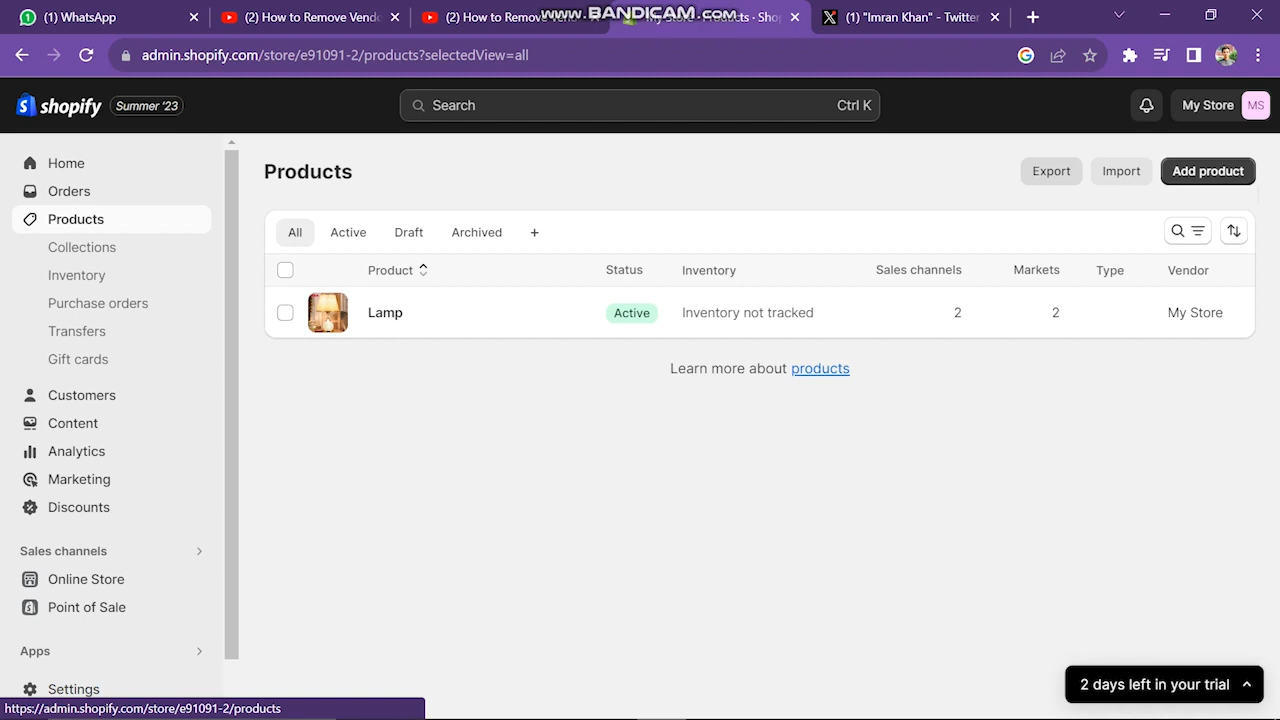 (1) WhatsApp
(2) How to Remove Vendo
(2) How to Remov
www.BANDICAM.com
Products · Shop
(1) "Imran Khan" - Twitter
admin.shopify.com/store/e91091-2/products?selectedView=all
shopify
Summer '23
Search
Ctrl K
My Store
MS
Home
Orders
Products
Collections
Inventory
Purchase orders
Transfers
Gift cards
Customers
Content
Analytics
Marketing
Discounts
Sales channels
Online Store
Point of Sale
Apps
Settings
Products
Export
Import
Add product
All
Active
Draft
Archived
+
Product
Status
Inventory
Sales channels
Markets
Type
Vendor
Lamp
Active
Inventory not tracked
2
2
My Store
Learn more about products
2 days left in your trial
https://admin.shopify.com/store/e91091-2/products